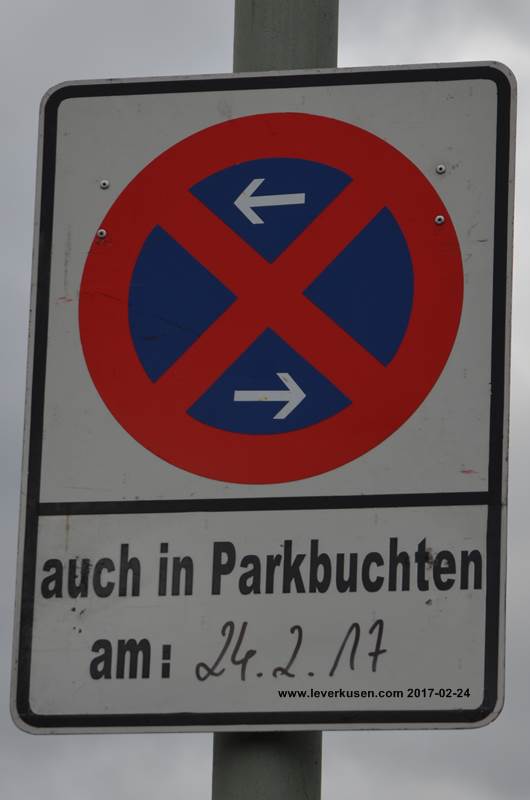 auch in Parkbuchten
am: 24.2.17
www.leverkusen.com 2017-02-24